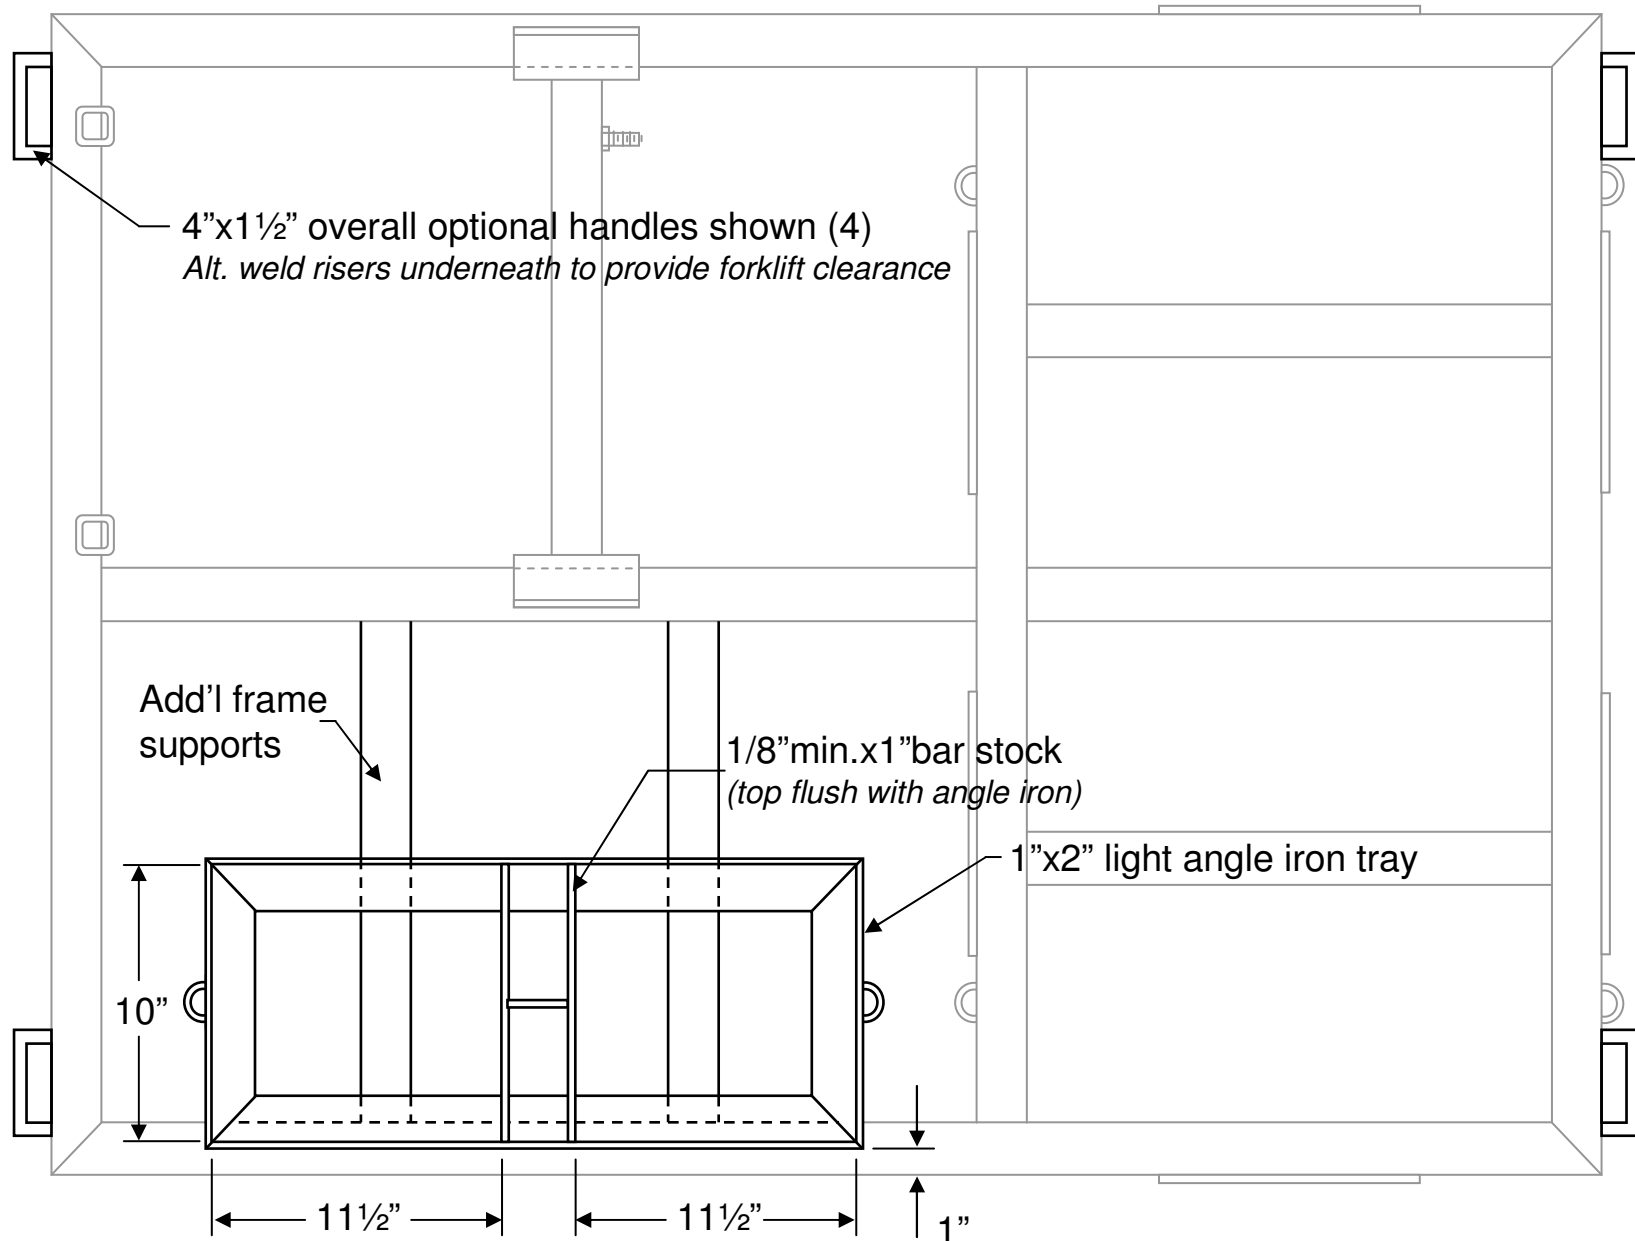 4”x1½” overall optional handles shown (4)
Alt. weld risers underneath to provide forklift clearance
Add’l frame
supports
1/8”min.x1”bar stock
(top flush with angle iron)
1”x2” light angle iron tray
10”
11½”
11½”
1”